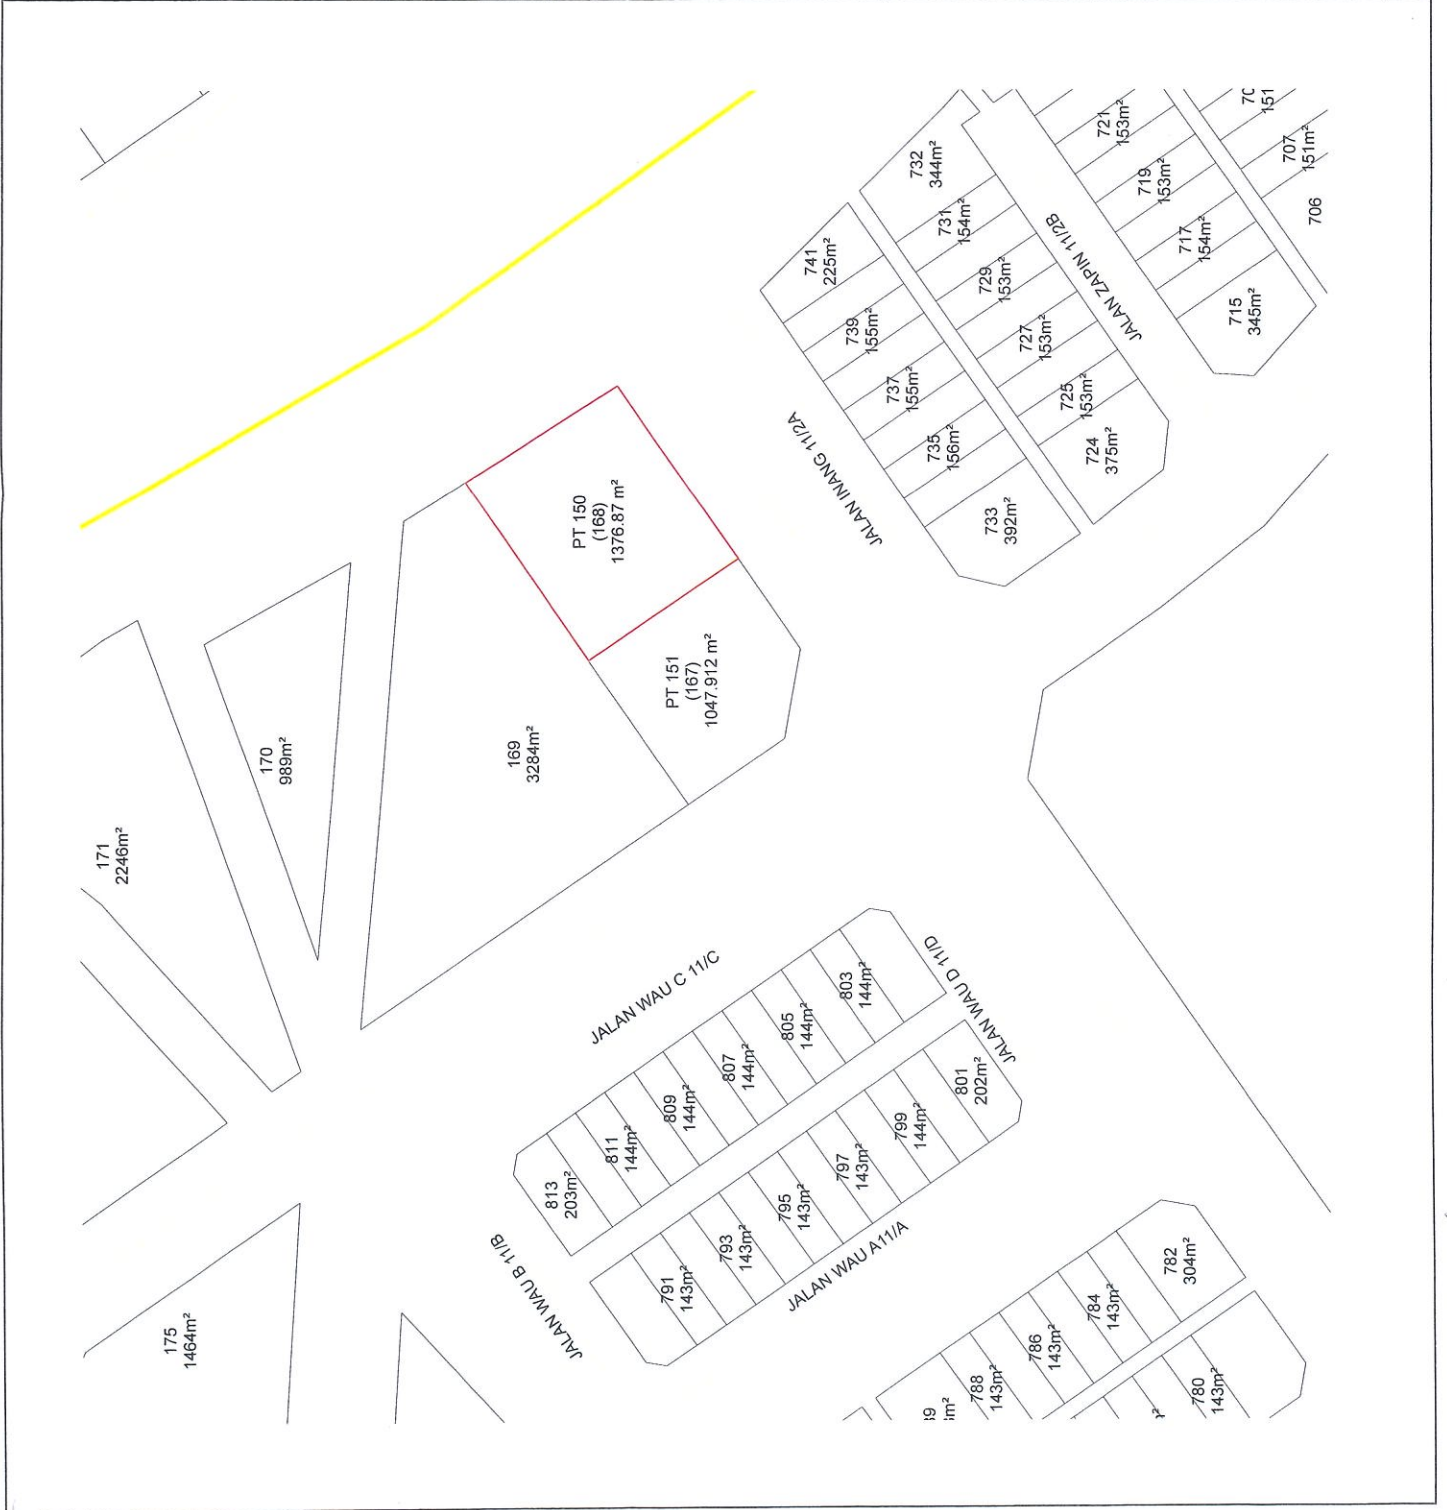 732
344m²
731
154m²
729
153m²
727
153m²
725
153m²
724
375m²
741
225m²
739
155m²
737
155m²
735
156m²
733
392m²
721
153m²
719
153m²
717
154m²
715
345m²
151
707
151m²
706
JALAN ZAPIN 11/2B
JALAN INANG 11/2A
PT 150
(168)
1376.87 m²
PT 151
(167)
1047.912 m²
169
3284m²
170
989m²
171
2246m²
175
1464m²
JALAN WAU C 11/C
JALAN WAU D 11/D
803
144m²
805
144m²
807
144m²
809
144m²
811
144m²
813
203m²
801
202m²
799
144m²
797
143m²
795
143m²
793
143m²
791
143m²
JALAN WAU B 11/B
JALAN WAU A11/A
782
304m²
784
143m²
786
143m²
788
143m²
780
143m²